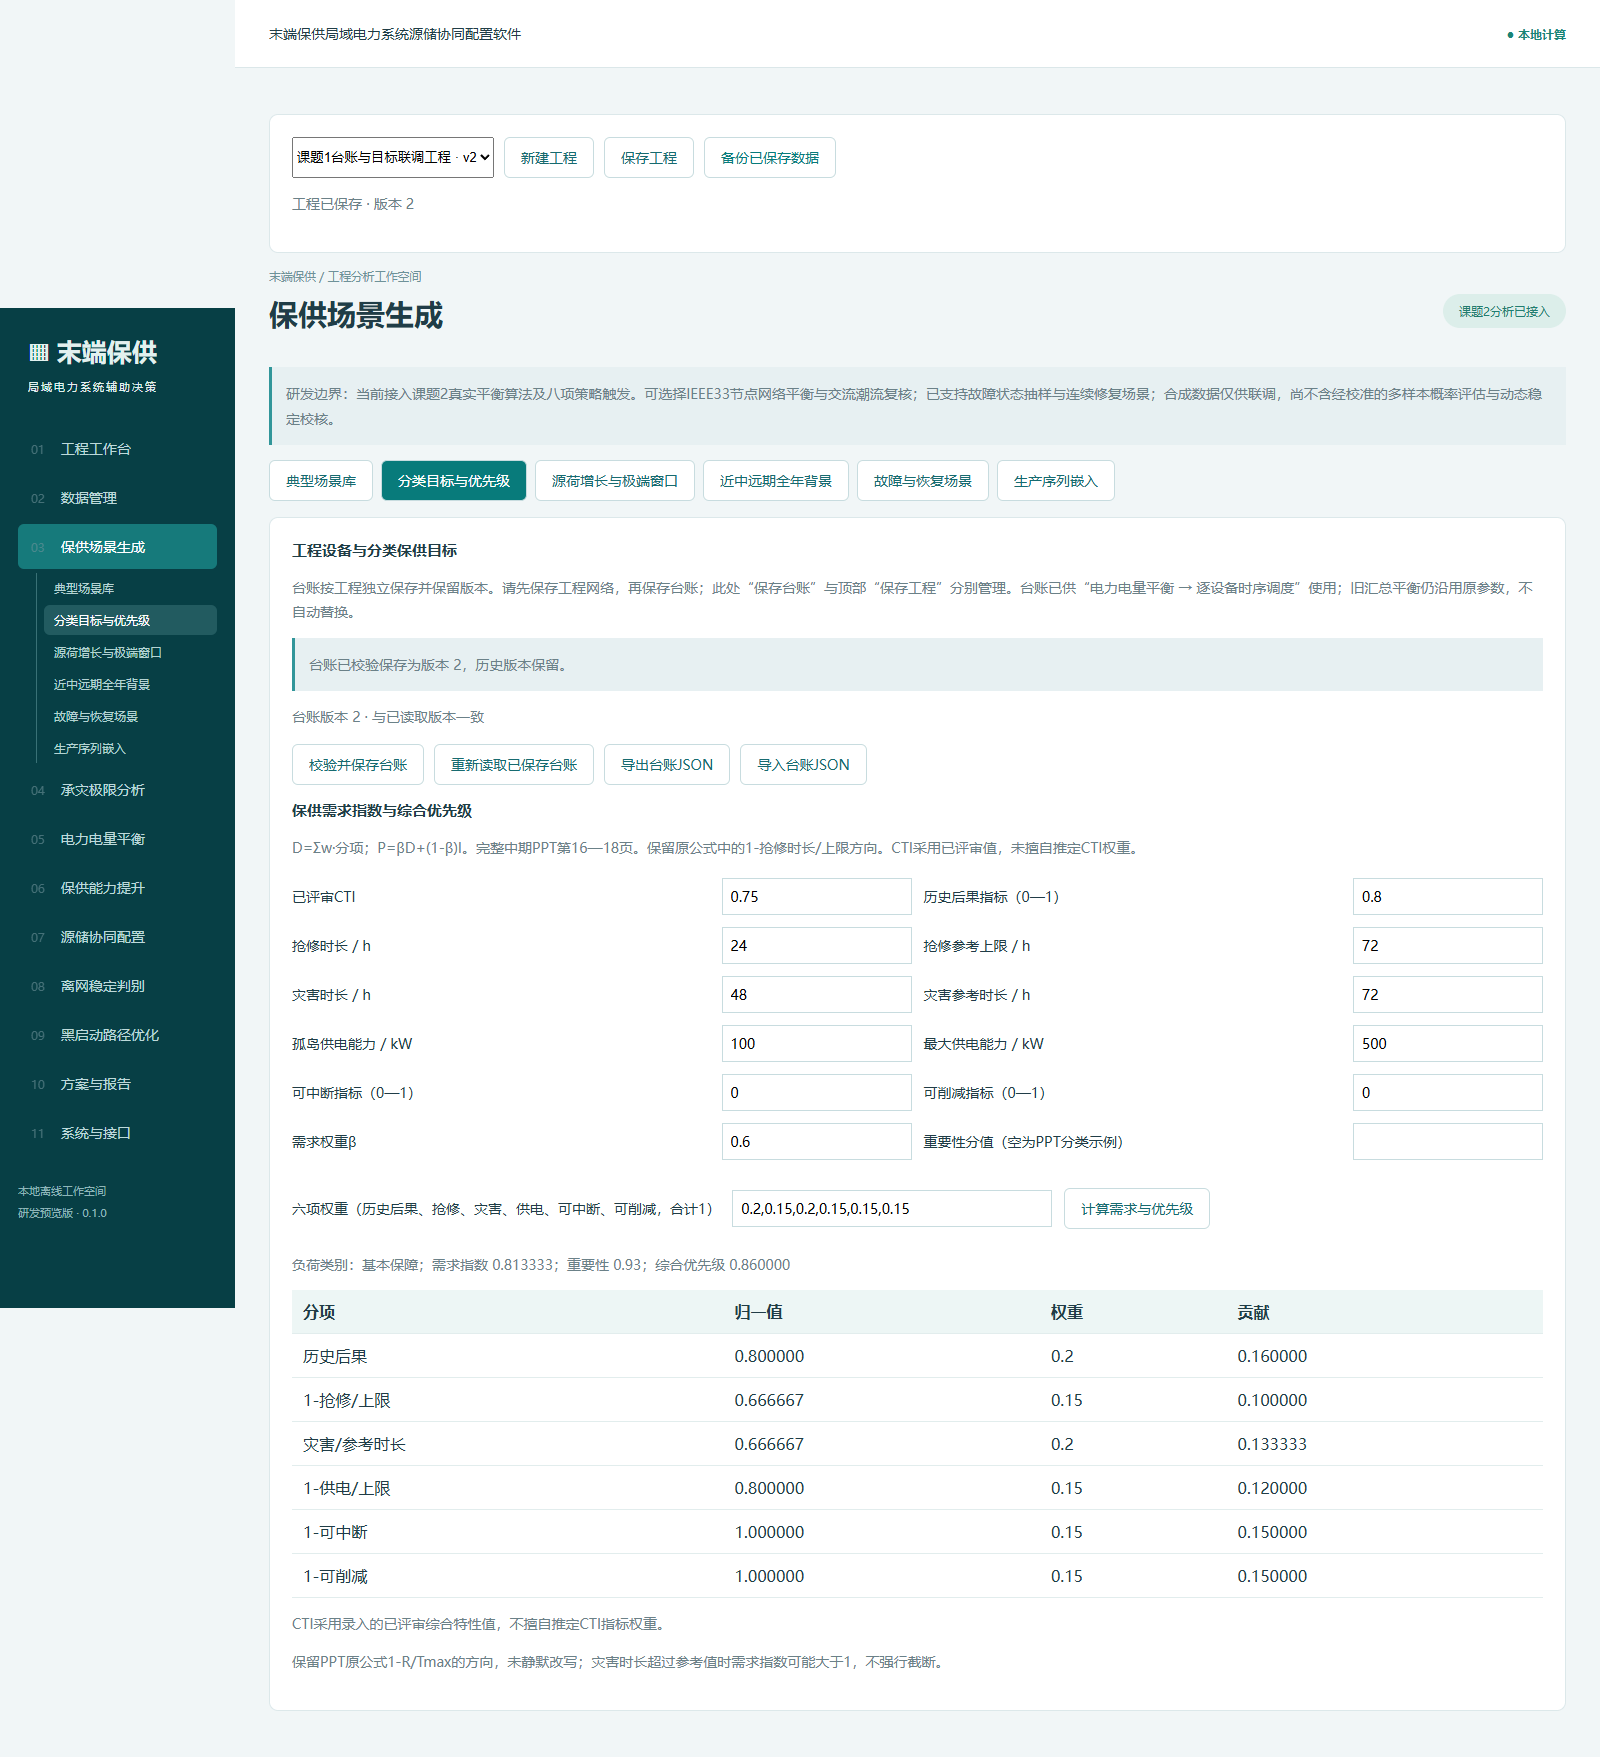 末端保供局域电力系统源储协同配置软件
● 本地计算
课题1台账与目标联调工程 · v2
新建工程
保存工程
备份已保存数据
工程已保存 · 版本 2
末端保供 / 工程分析工作空间
保供场景生成
课题2分析已接入
研发边界：当前接入课题2真实平衡算法及八项策略触发。可选择IEEE33节点网络平衡与交流潮流复核；已支持故障状态抽样与连续修复场景；合成数据仅供联调，尚不含经校准的多样本概率评估与动态稳
定校核。
典型场景库
分类目标与优先级
源荷增长与极端窗口
近中远期全年背景
故障与恢复场景
生产序列嵌入
末端保供
局域电力系统辅助决策
01 工程工作台
02 数据管理
03 保供场景生成
典型场景库
分类目标与优先级
源荷增长与极端窗口
近中远期全年背景
故障与恢复场景
生产序列嵌入
04 承灾极限分析
05 电力电量平衡
06 保供能力提升
07 源储协同配置
08 离网稳定判别
09 黑启动路径优化
10 方案与报告
11 系统与接口
本地离线工作空间
研发预览版 · 0.1.0
工程设备与分类保供目标
台账按工程独立保存并保留版本。请先保存工程网络，再保存台账；此处“保存台账”与顶部“保存工程”分别管理。台账已供“电力电量平衡 → 逐设备时序调度”使用；旧汇总平衡仍沿用原参数，不
自动替换。
台账已校验保存为版本 2，历史版本保留。
台账版本 2 · 与已读取版本一致
校验并保存台账
重新读取已保存台账
导出台账JSON
导入台账JSON
保供需求指数与综合优先级
D=Σw·分项；P=βD+(1-β)I。完整中期PPT第16—18页。保留原公式中的1-抢修时长/上限方向。CTI采用已评审值，未擅自推定CTI权重。
已评审CTI 0.75 历史后果指标（0—1） 0.8
抢修时长 / h 24 抢修参考上限 / h 72
灾害时长 / h 48 灾害参考时长 / h 72
孤岛供电能力 / kW 100 最大供电能力 / kW 500
可中断指标（0—1） 0 可削减指标（0—1） 0
需求权重β 0.6 重要性分值（空为PPT分类示例）
六项权重（历史后果、抢修、灾害、供电、可中断、可削减，合计1） 0.2,0.15,0.2,0.15,0.15,0.15 计算需求与优先级
负荷类别：基本保障；需求指数 0.813333；重要性 0.93；综合优先级 0.860000
分项 归一值 权重 贡献
历史后果 0.800000 0.2 0.160000
1-抢修/上限 0.666667 0.15 0.100000
灾害/参考时长 0.666667 0.2 0.133333
1-供电/上限 0.800000 0.15 0.120000
1-可中断 1.000000 0.15 0.150000
1-可削减 1.000000 0.15 0.150000
CTI采用录入的已评审综合特性值，不擅自推定CTI指标权重。
保留PPT原公式1-R/Tmax的方向，未静默改写；灾害时长超过参考值时需求指数可能大于1，不强行截断。